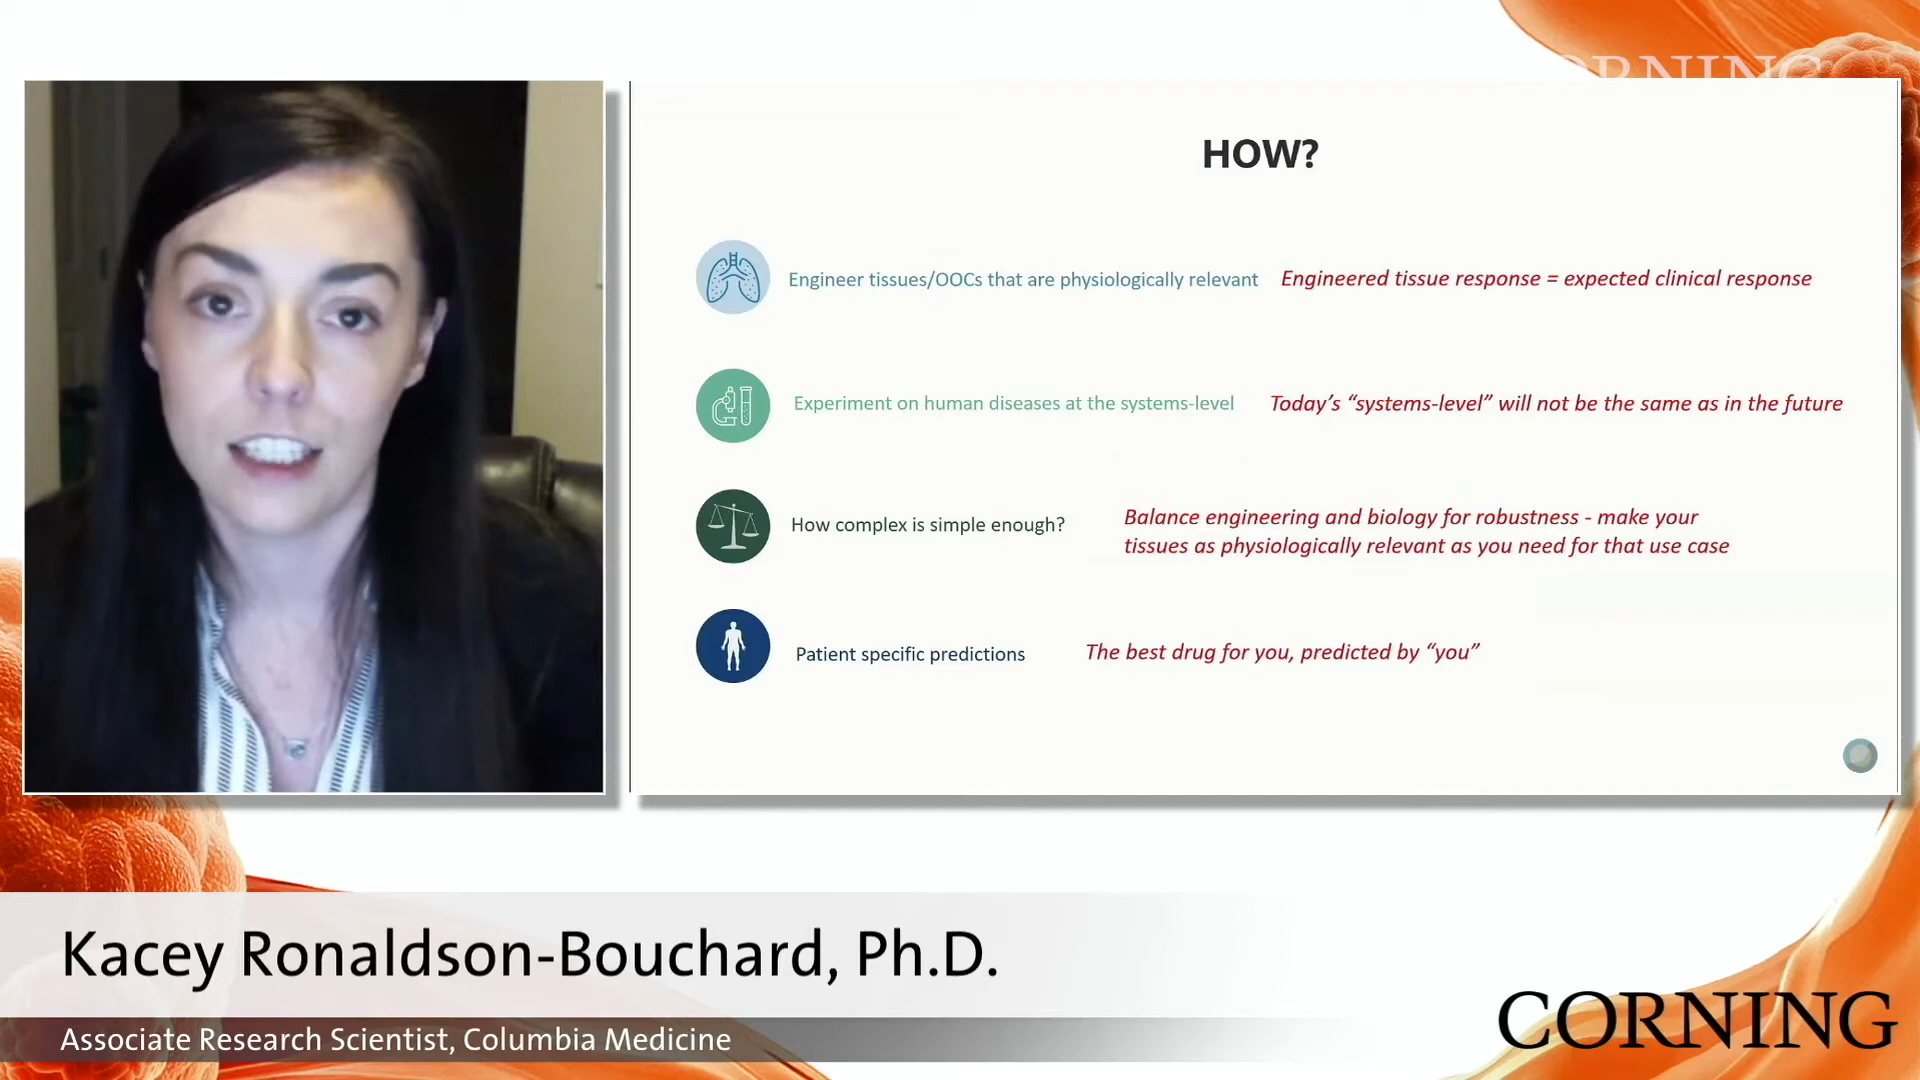 CORNING
HOW?
Engineer tissues/OOCs that are physiologically relevant
Engineered tissue response = expected clinical response
Experiment on human diseases at the systems-level
Today's “systems-level” will not be the same as in the future
How complex is simple enough?
Balance engineering and biology for robustness - make your
tissues as physiologically relevant as you need for that use case
Patient specific predictions
The best drug for you, predicted by “you”
Kacey Ronaldson-Bouchard, Ph.D.
Associate Research Scientist, Columbia Medicine
CORNING